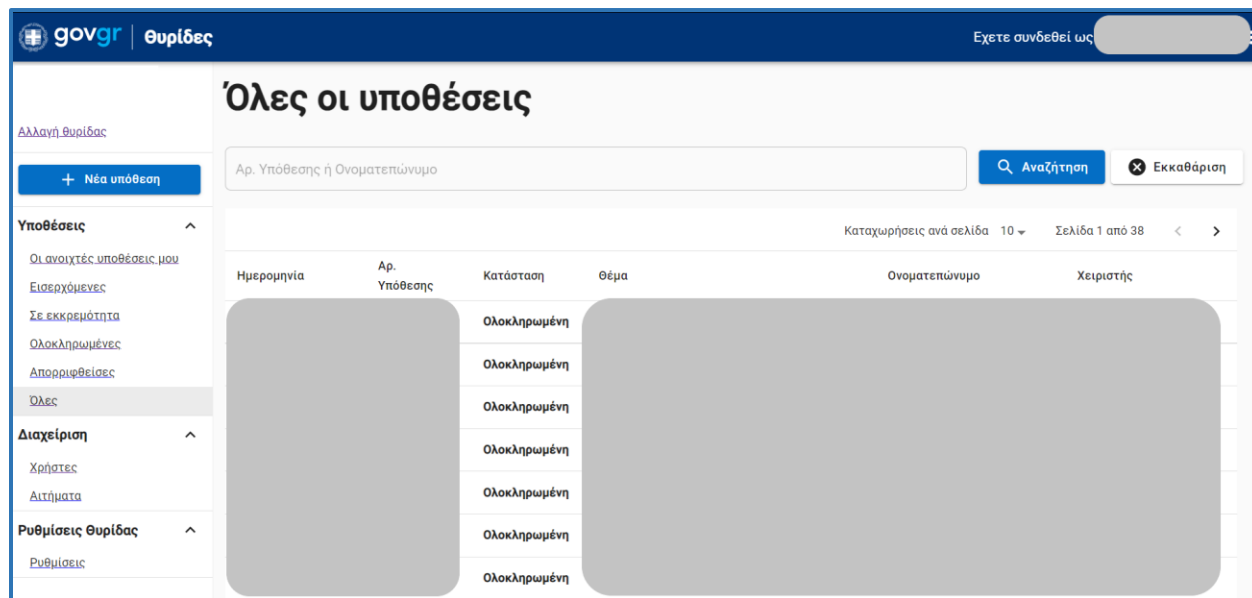 govgr | Θυρίδες
Εχετε συνδεθεί ως
Αλλαγή θυρίδας
+ Νέα υπόθεση
Υποθέσεις
Οι ανοιχτές υποθέσεις μου
Εισερχόμενες
Σε εκκρεμότητα
Ολοκληρωμένες
Απορριφθείσες
Όλες
Διαχείριση
Χρήστες
Αιτήματα
Ρυθμίσεις Θυρίδας
Ρυθμίσεις
Όλες οι υποθέσεις
Αρ. Υπόθεσης ή Ονοματεπώνυμο
Αναζήτηση
Εκκαθάριση
Καταχωρήσεις ανά σελίδα 10 Σελίδα 1 από 38
Ημερομηνία Αρ. Υπόθεσης Κατάσταση Θέμα Ονοματεπώνυμο Χειριστής
Ολοκληρωμένη
Ολοκληρωμένη
Ολοκληρωμένη
Ολοκληρωμένη
Ολοκληρωμένη
Ολοκληρωμένη
Ολοκληρωμένη